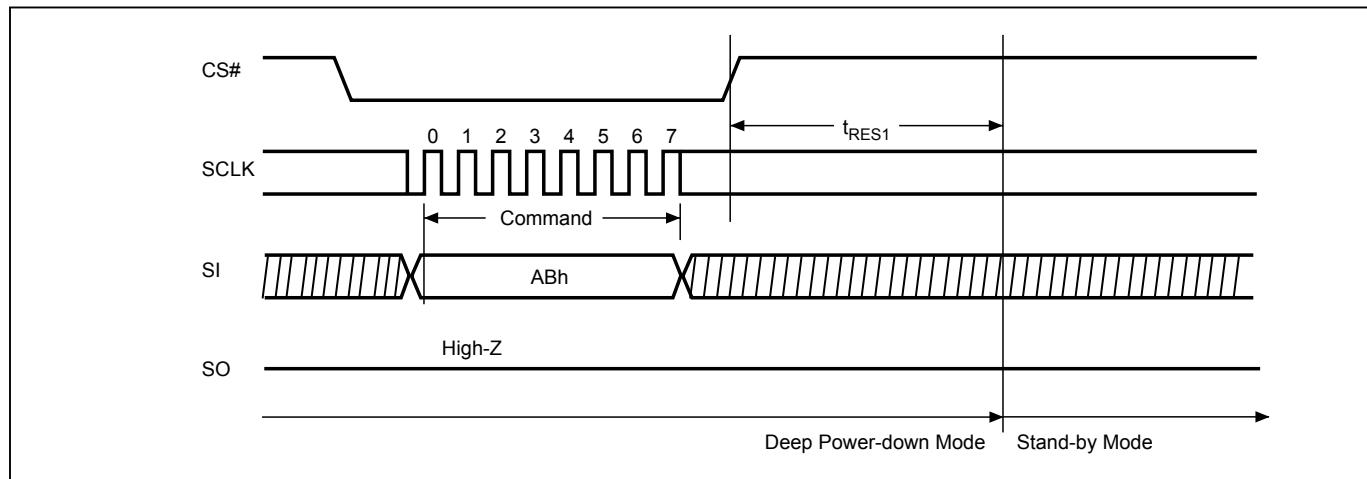 CS#
t_RES1
0 1 2 3 4 5 6 7
SCLK
Command
SI
ABh
High-Z
SO
Deep Power-down Mode Stand-by Mode